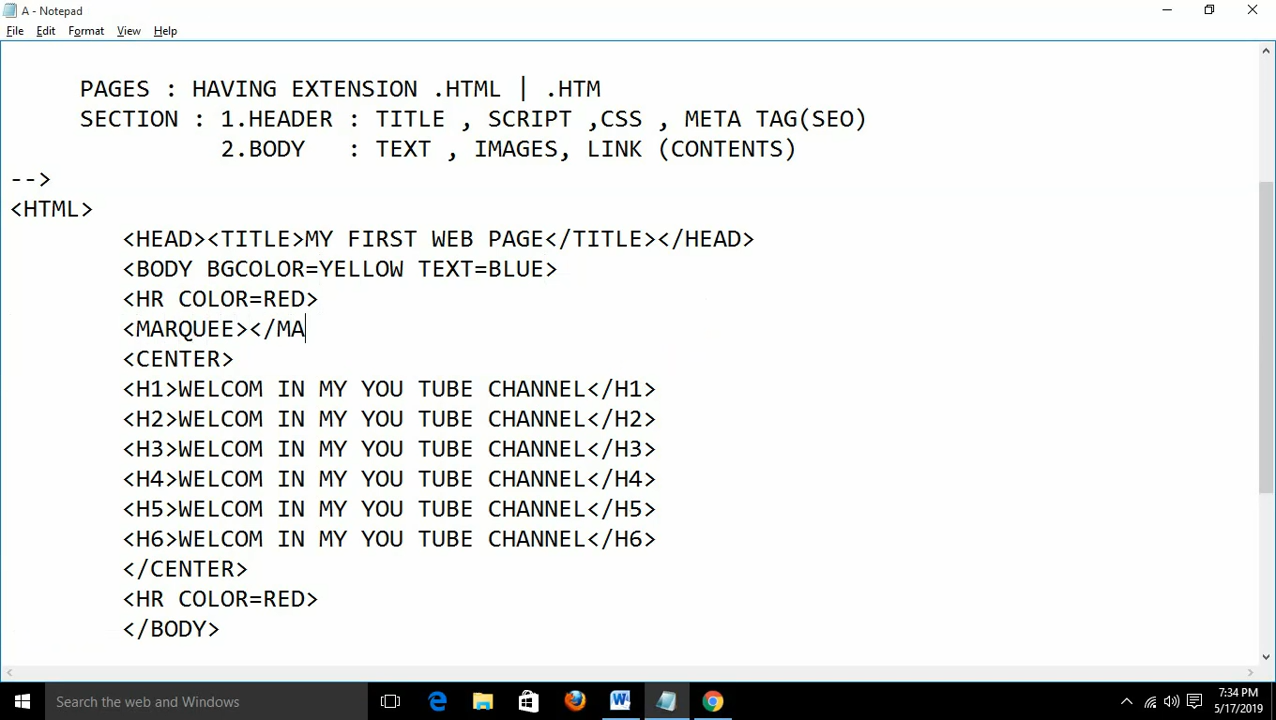 A - Notepad
File Edit Format View Help
PAGES : HAVING EXTENSION .HTML | .HTM
SECTION : 1.HEADER : TITLE , SCRIPT ,CSS , META TAG(SEO)
2.BODY : TEXT , IMAGES, LINK (CONTENTS)
-->
<HTML>
<HEAD><TITLE>MY FIRST WEB PAGE</TITLE></HEAD>
<BODY BGCOLOR=YELLOW TEXT=BLUE>
<HR COLOR=RED>
<MARQUEE></MA
<CENTER>
<H1>WELCOM IN MY YOU TUBE CHANNEL</H1>
<H2>WELCOM IN MY YOU TUBE CHANNEL</H2>
<H3>WELCOM IN MY YOU TUBE CHANNEL</H3>
<H4>WELCOM IN MY YOU TUBE CHANNEL</H4>
<H5>WELCOM IN MY YOU TUBE CHANNEL</H5>
<H6>WELCOM IN MY YOU TUBE CHANNEL</H6>
</CENTER>
<HR COLOR=RED>
</BODY>
Search the web and Windows
7:34 PM
5/17/2019